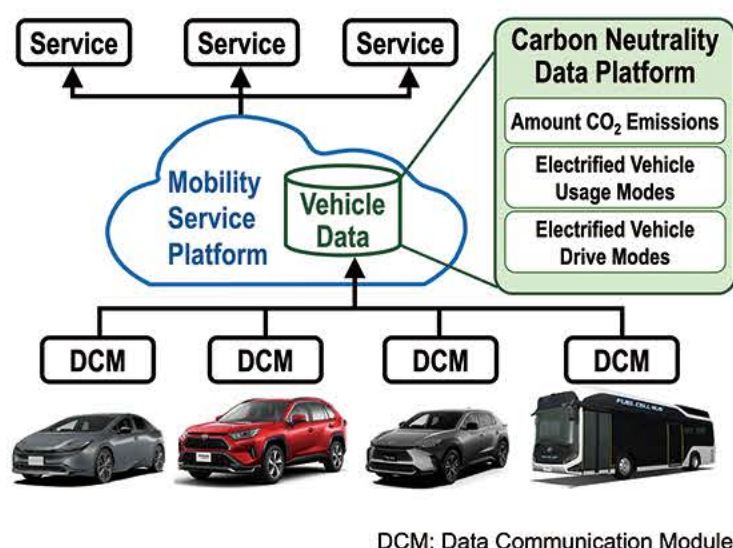 Service
Service
Service
Carbon Neutrality
Data Platform
Amount CO₂ Emissions
Electrified Vehicle
Usage Modes
Electrified Vehicle
Drive Modes
Mobility
Service
Platform
Vehicle
Data
DCM
DCM
DCM
DCM
FUEL CELL BUS
DCM: Data Communication Module